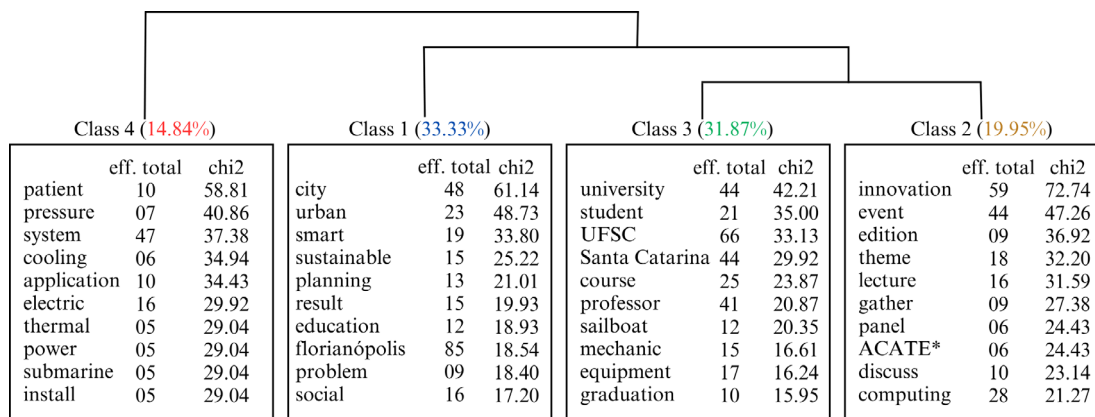 Class 4 (14.84%)
eff. total chi2
patient 10 58.81
pressure 07 40.86
system 47 37.38
cooling 06 34.94
application 10 34.43
electric 16 29.92
thermal 05 29.04
power 05 29.04
submarine 05 29.04
install 05 29.04
Class 1 (33.33%)
eff. total chi2
city 48 61.14
urban 23 48.73
smart 19 33.80
sustainable 15 25.22
planning 13 21.01
result 15 19.93
education 12 18.93
florianópolis 85 18.54
problem 09 18.40
social 16 17.20
Class 3 (31.87%)
eff. total chi2
university 44 42.21
student 21 35.00
UFSC 66 33.13
Santa Catarina 44 29.92
course 25 23.87
professor 41 20.87
sailboat 12 20.35
mechanic 15 16.61
equipment 17 16.24
graduation 10 15.95
Class 2 (19.95%)
eff. total chi2
innovation 59 72.74
event 44 47.26
edition 09 36.92
theme 18 32.20
lecture 16 31.59
gather 09 27.38
panel 06 24.43
ACATE* 06 24.43
discuss 10 23.14
computing 28 21.27